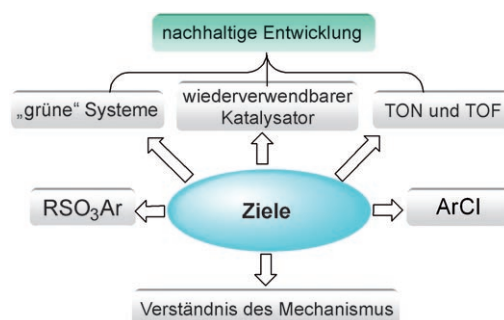 nachhaltige Entwicklung
„grüne“ Systeme
wiederverwendbarer
Katalysator
TON und TOF
RSO₃Ar
Ziele
ArCl
Verständnis des Mechanismus